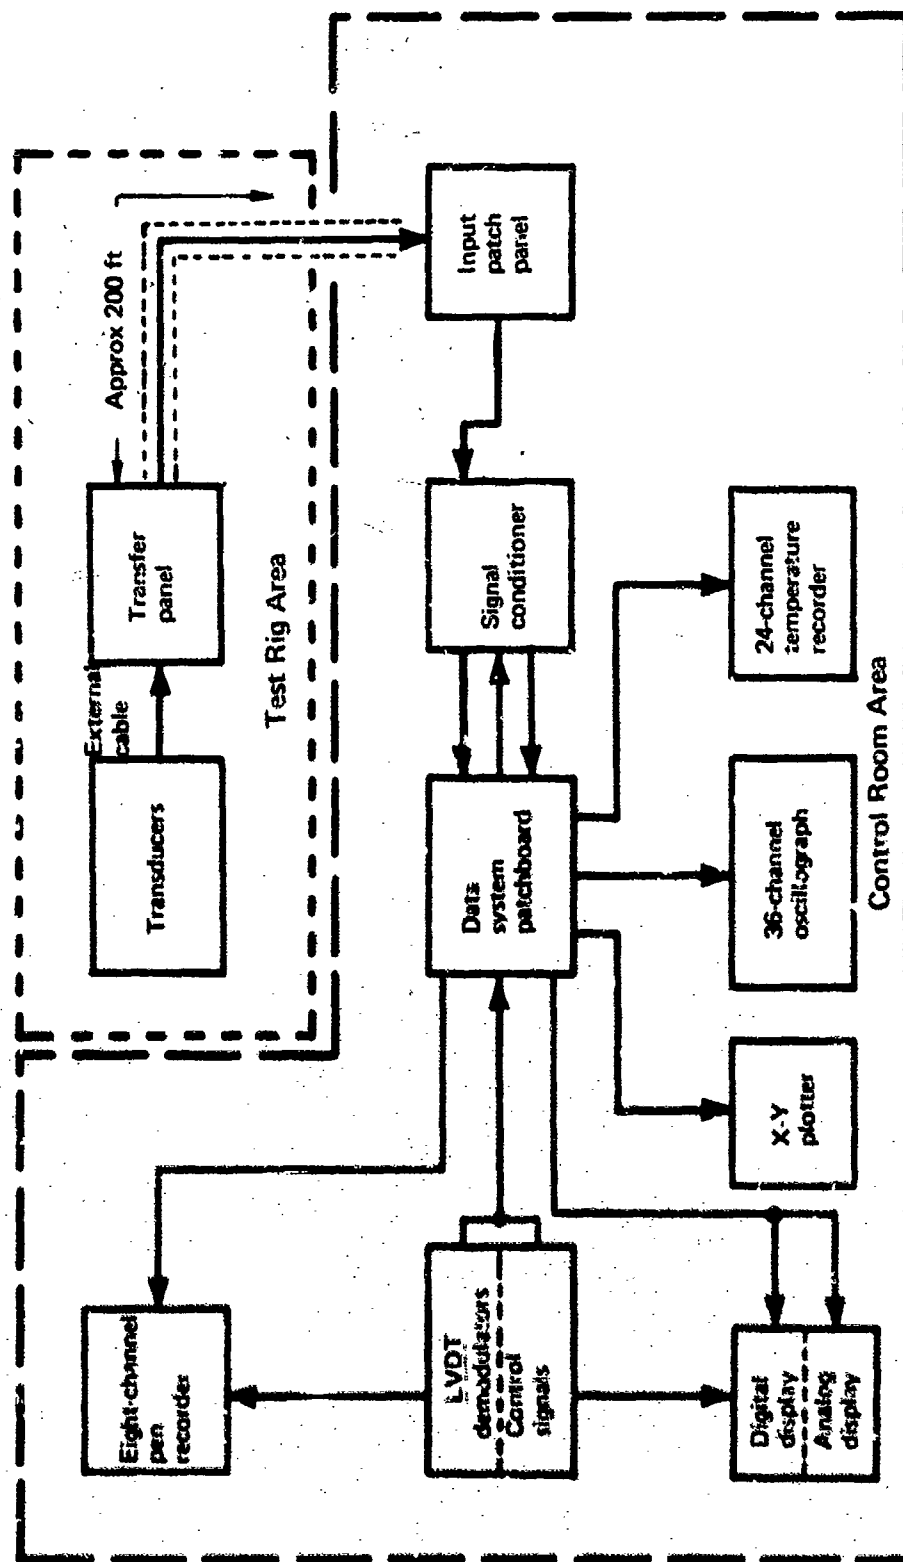 Transducers
External
cable
Transfer
panel
Approx 200 ft
Test Rig Area
Eight-channel
pen
recorder
LVDT
demodulators
Control
signals
Data
system
patchboard
Signal
conditioner
Input
patch
panel
Digital
display
Analog
display
X-Y
plotter
36-channel
oscillograph
24-channel
temperature
recorder
Control Room Area